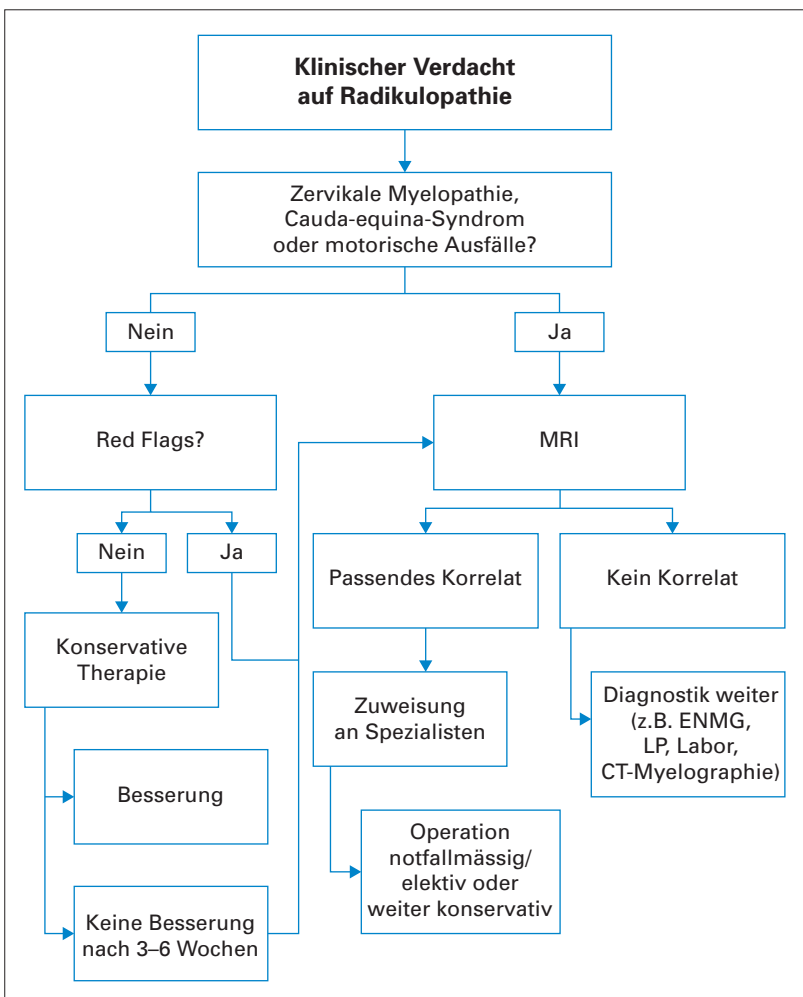 Klinischer Verdacht
auf Radikulopathie
Zervikale Myelopathie,
Cauda-equina-Syndrom
oder motorische Ausfälle?
Nein
Ja
Red Flags?
MRI
Nein
Ja
Passendes Korrelat
Kein Korrelat
Konservative
Therapie
Zuweisung
an Spezialisten
Diagnostik weiter
(z.B. ENMG,
LP, Labor,
CT-Myelographie)
Besserung
Operation
notfallmässig/
elektiv oder
weiter konservativ
Keine Besserung
nach 3–6 Wochen